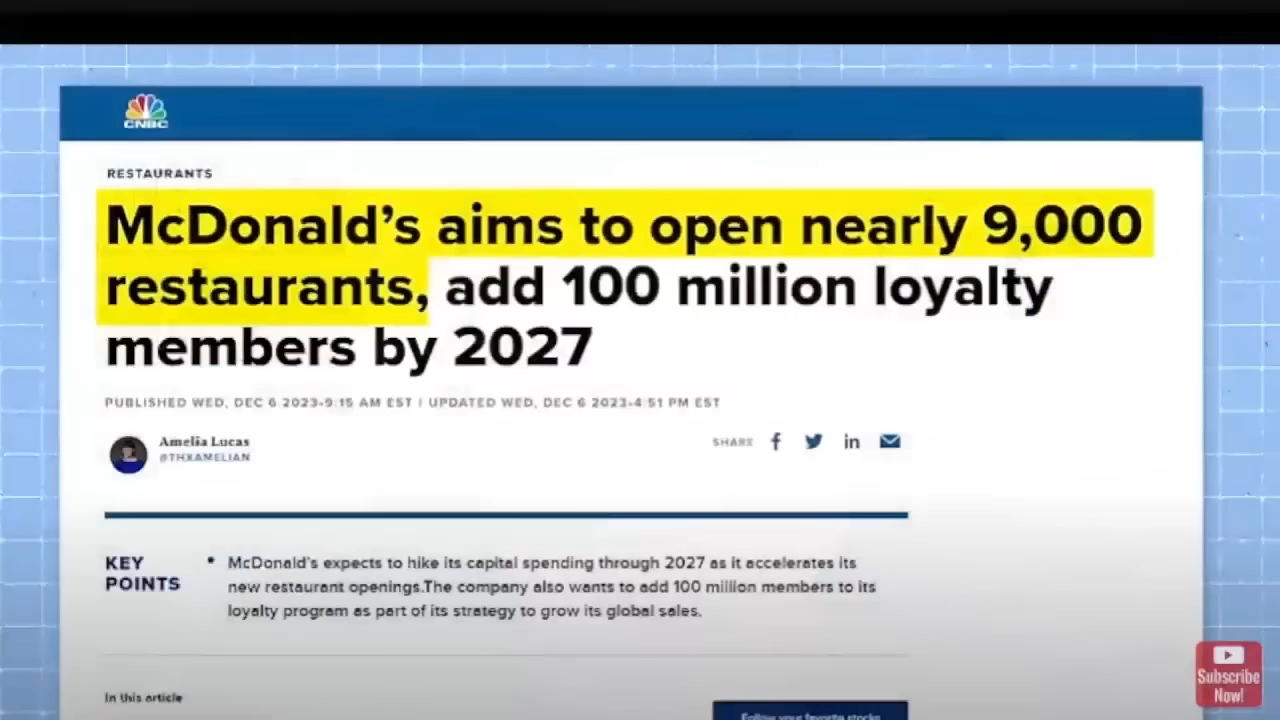 CNBC
RESTAURANTS
McDonald's aims to open nearly 9,000
restaurants, add 100 million loyalty
members by 2027
PUBLISHED WED, DEC 6 2023-9:15 AM EST | UPDATED WED, DEC 6 2023-4:51 PM EST
Amelia Lucas
@THXAMELIAN
SHARE
KEY
POINTS
• McDonald's expects to hike its capital spending through 2027 as it accelerates its
new restaurant openings.The company also wants to add 100 million members to its
loyalty program as part of its strategy to grow its global sales.
In this article
Follow your favorite stocks
Subscribe
Now!